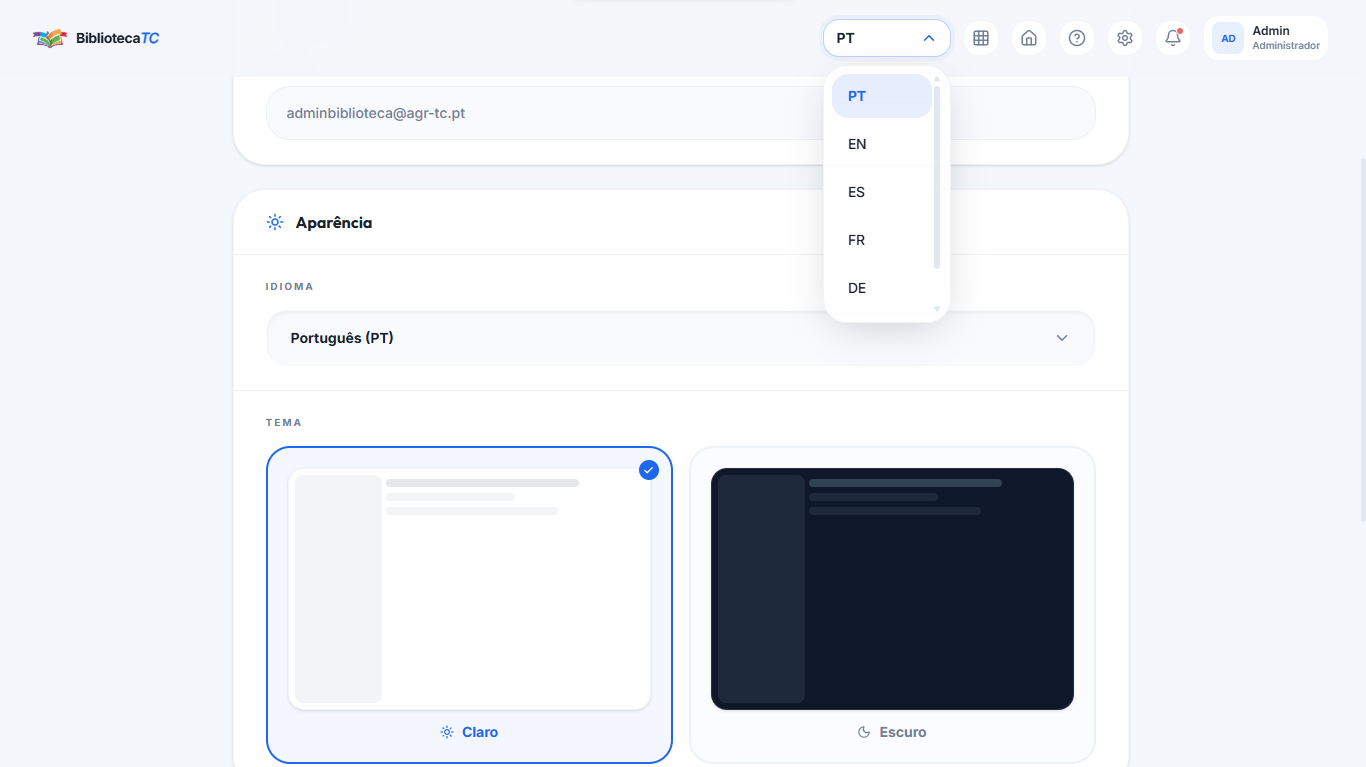 BibliotecaTC
PT
AD
Admin
Administrador
PT
EN
ES
FR
DE
adminbiblioteca@agr-tc.pt
Aparência
IDIOMA
Português (PT)
TEMA
Claro
Escuro